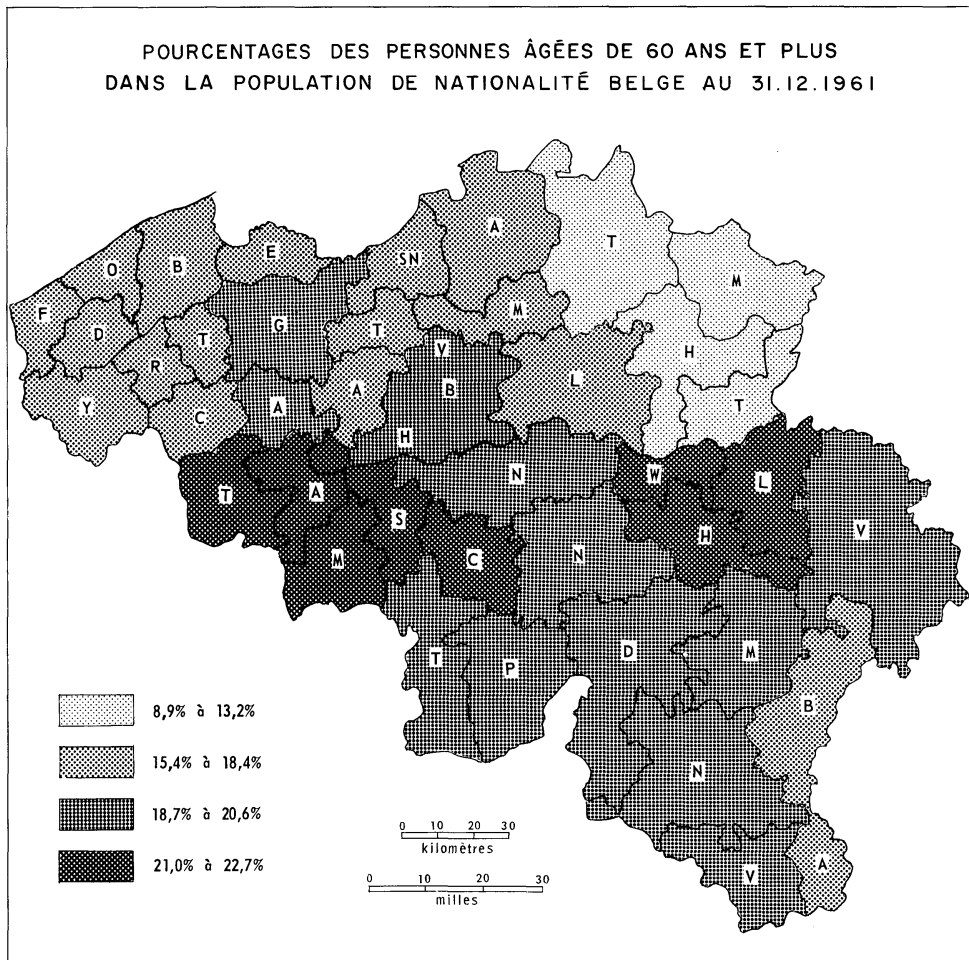 POURCENTAGES DES PERSONNES ÂGÉES DE 60 ANS ET PLUS
DANS LA POPULATION DE NATIONALITÉ BELGE AU 31.12.1961
A
T
M
O
B
E
SN
F
D
R
T
G
T
M
V
H
Y
C
A
A
B
L
T
H
N
W
L
T
A
S
M
C
N
H
V
T
P
D
M
B
N
V
A
8,9% à 13,2%
15,4% à 18,4%
18,7% à 20,6%
21,0% à 22,7%
0 10 20 30
kilomètres
0 10 20 30
milles